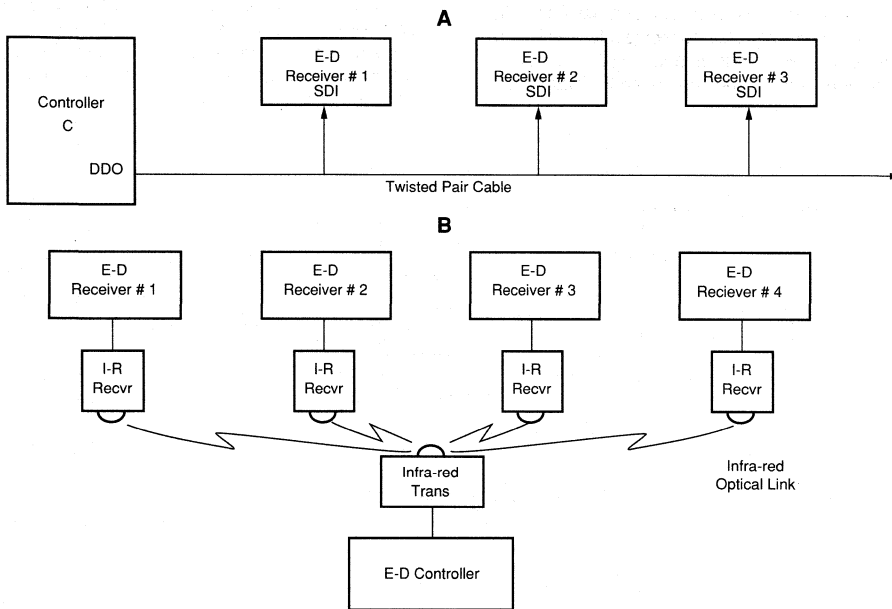 A
Controller
C
DDO
E-D
Receiver # 1
SDI
E-D
Receiver # 2
SDI
E-D
Receiver # 3
SDI
Twisted Pair Cable
B
E-D
Receiver # 1
E-D
Receiver # 2
E-D
Receiver # 3
E-D
Reciever # 4
I-R
Recvr
I-R
Recvr
I-R
Recvr
I-R
Recvr
Infra-red
Trans
Infra-red
Optical Link
E-D Controller